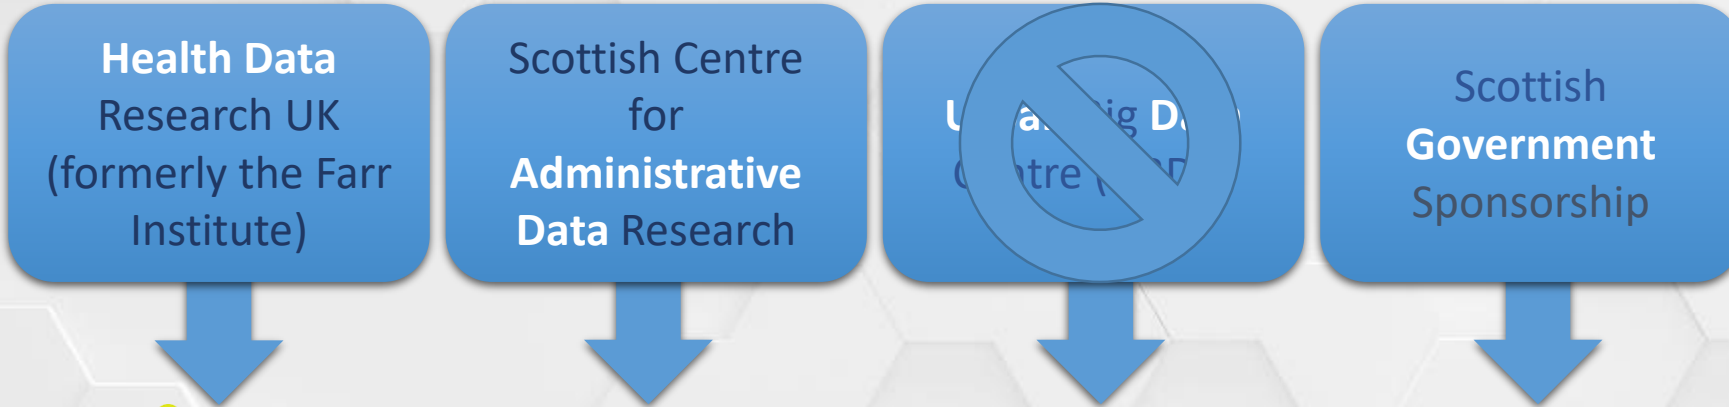 Health Data
Research UK
(formerly the Farr
Institute)
Scottish Centre
for
Administrative
Data Research
Scottish
Government
Sponsorship